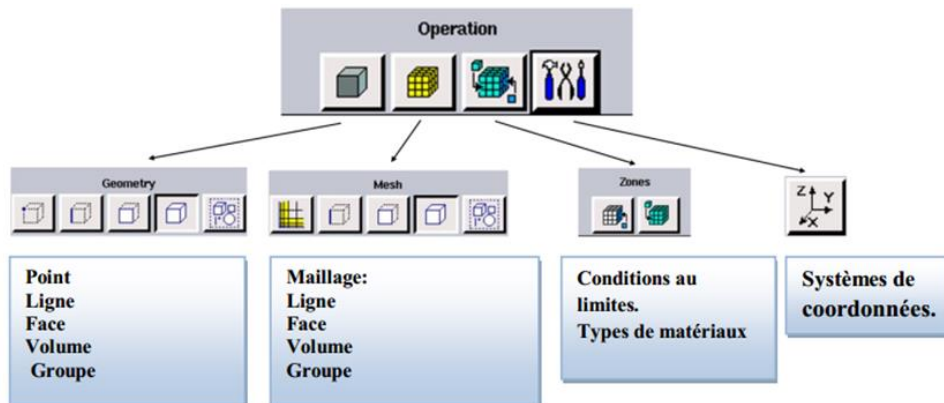 Operation
Geometry
Mesh
Zones
Z
Y
X
Point
Ligne
Face
Volume
Groupe
Maillage:
Ligne
Face
Volume
Groupe
Conditions au
limites.
Types de matériaux
Systèmes de
coordonnées.